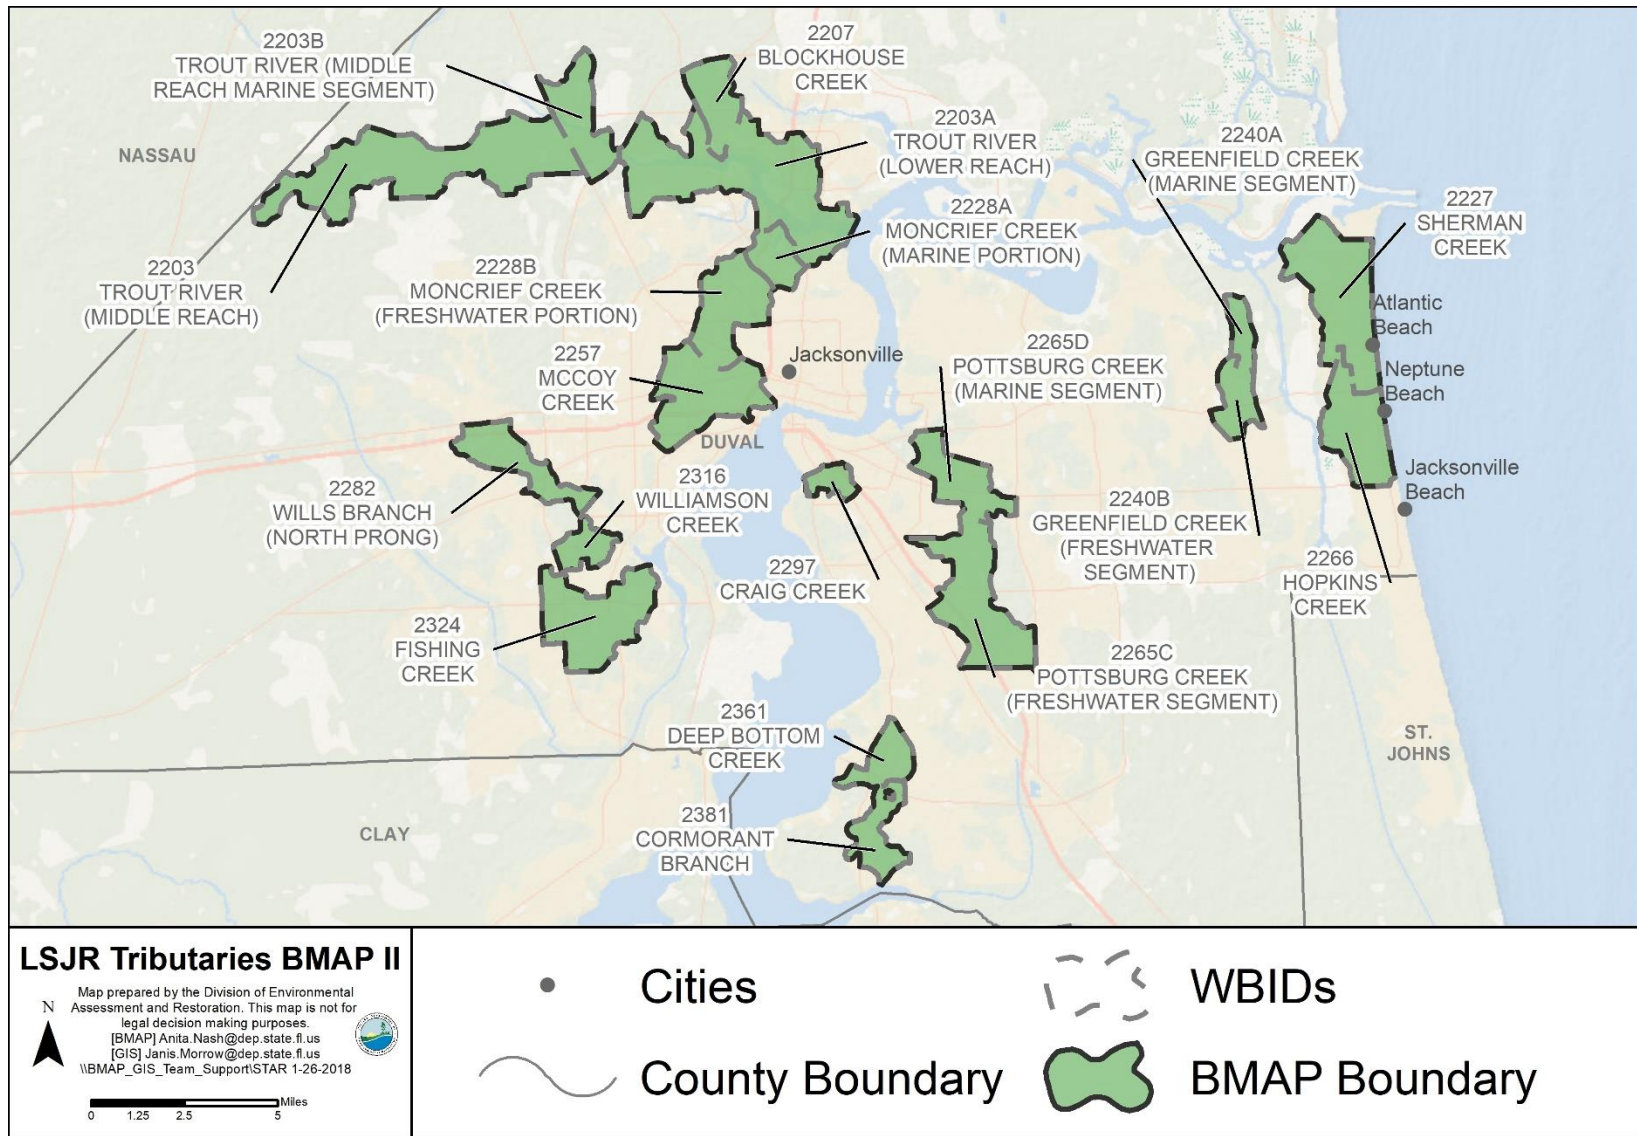 2203B
TROUT RIVER (MIDDLE
REACH MARINE SEGMENT)
2207
BLOCKHOUSE
CREEK
2203A
TROUT RIVER
(LOWER REACH)
2240A
GREENFIELD CREEK
(MARINE SEGMENT)
2227
SHERMAN
CREEK
NASSAU
2203
TROUT RIVER
(MIDDLE REACH)
2228B
MONCRIEF CREEK
(FRESHWATER PORTION)
2228A
MONCRIEF CREEK
(MARINE PORTION)
2257
MCCOY
CREEK
Jacksonville
2265D
POTTSBURG CREEK
(MARINE SEGMENT)
Atlantic
Beach
Neptune
Beach
Jacksonville
Beach
DUVAL
2282
WILLS BRANCH
(NORTH PRONG)
2316
WILLIAMSON
CREEK
2297
CRAIG CREEK
2240B
GREENFIELD CREEK
(FRESHWATER
SEGMENT)
2266
HOPKINS
CREEK
2324
FISHING
CREEK
2265C
POTTSBURG CREEK
(FRESHWATER SEGMENT)
2361
DEEP BOTTOM
CREEK
ST.
JOHNS
CLAY
2381
CORMORANT
BRANCH
LSJR Tributaries BMAP II
Map prepared by the Division of Environmental
Assessment and Restoration. This map is not for
legal decision making purposes.
[BMAP] Anita.Nash@dep.state.fl.us
[GIS] Janis.Morrow@dep.state.fl.us
\\BMAP_GIS_Team_Support\STAR 1-26-2018
N
Miles
0 1.25 2.5 5
Cities
WBIDs
County Boundary
BMAP Boundary